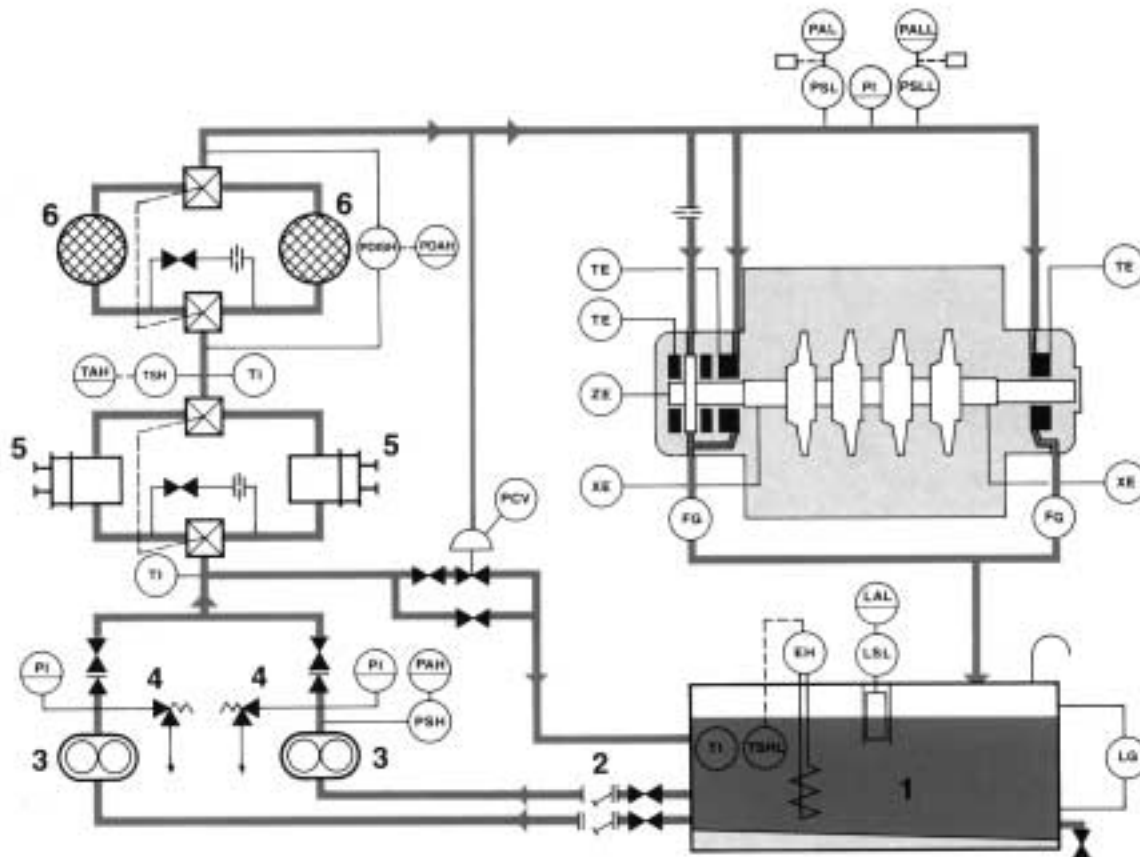 PAL
PALL
PSL
PI
PSLL
6
6
PDSH
PDAH
TE
TE
TE
TAH
TSH
TI
ZE
5
5
XE
XE
PCV
FG
FG
TI
LAL
EH
LSL
PI
4
4
PI
PAH
PSH
3
3
2
TI
TSHL
1
LG